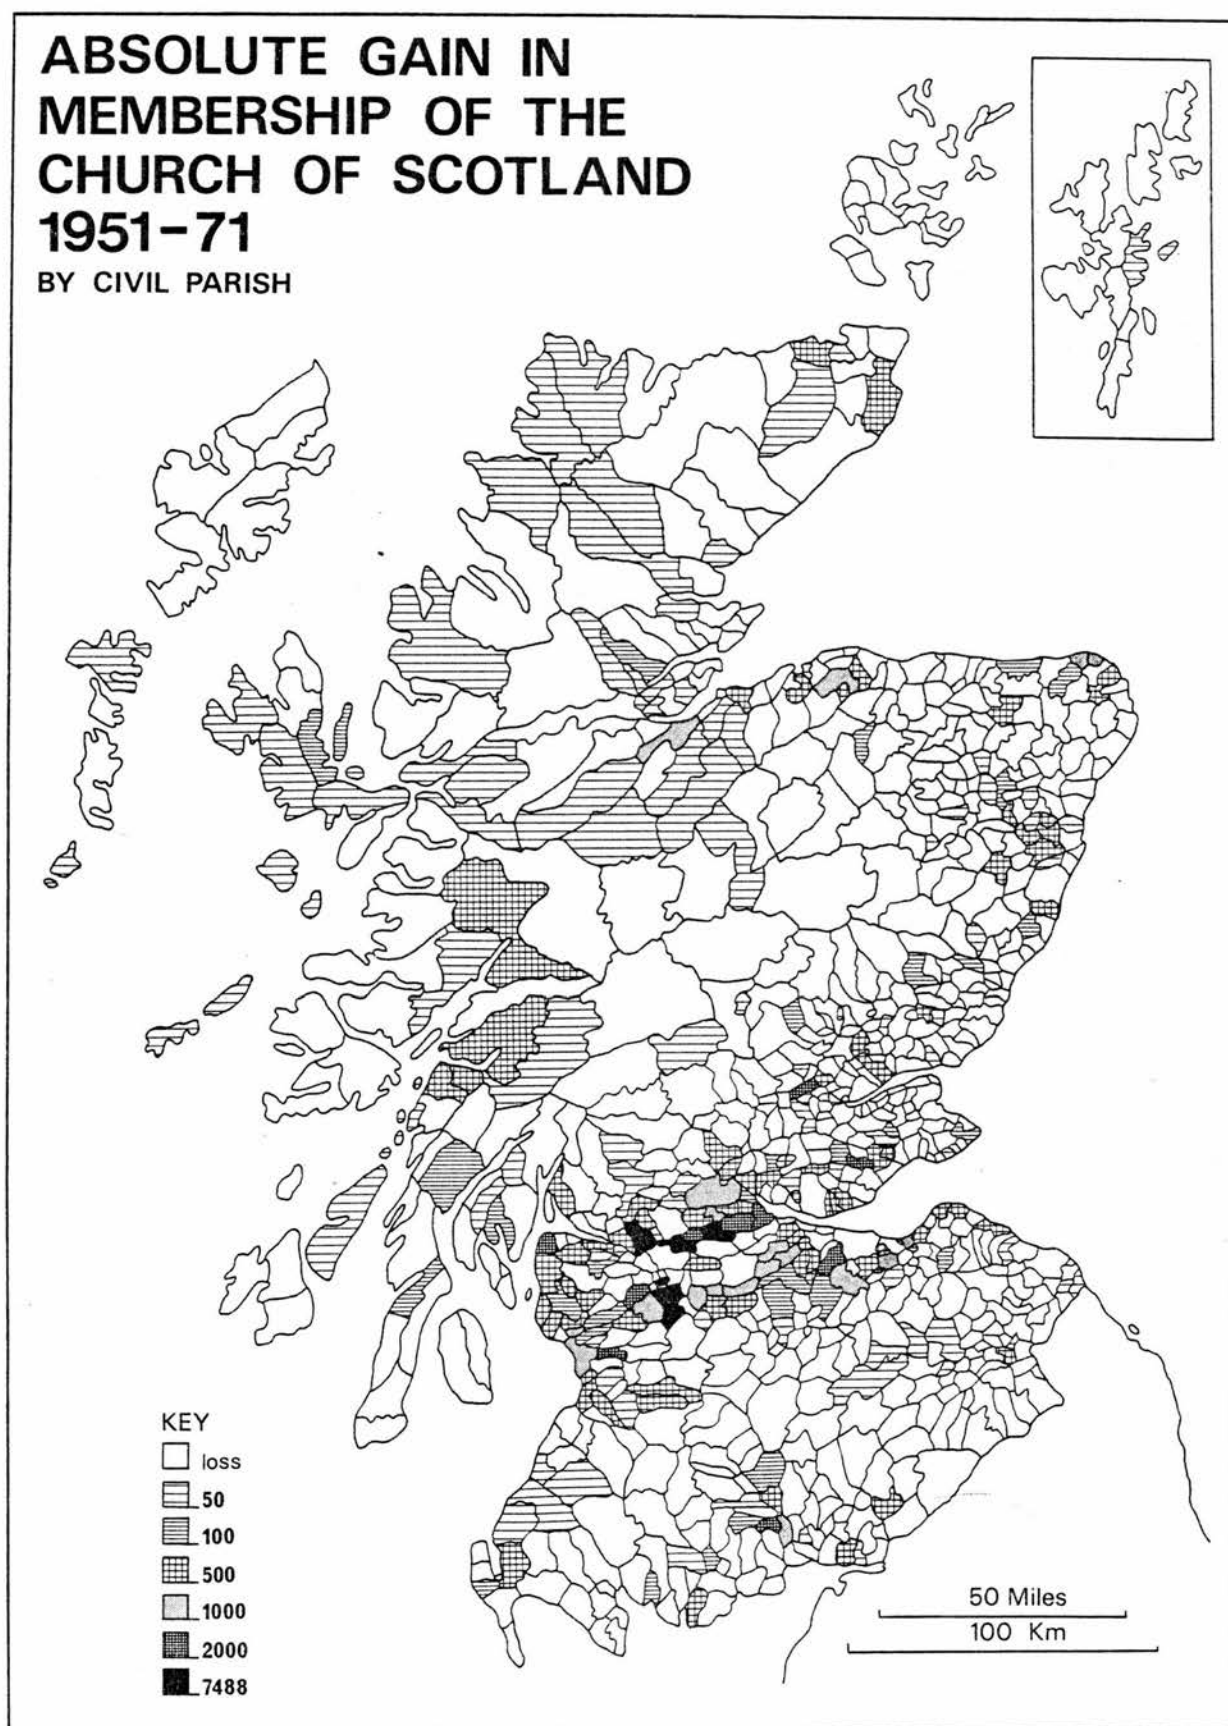 ABSOLUTE GAIN IN
MEMBERSHIP OF THE
CHURCH OF SCOTLAND
1951-71
BY CIVIL PARISH
KEY
loss
50
100
500
1000
2000
7488
50 Miles
100 Km